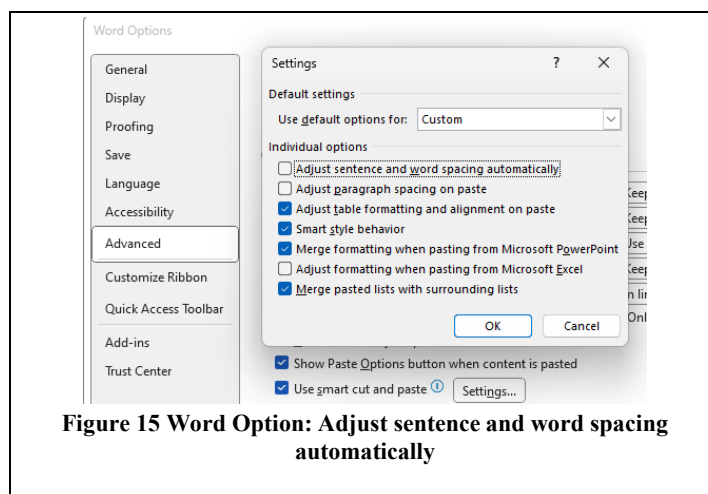 Word Options
General
Display
Proofing
Save
Language
Accessibility
Advanced
Customize Ribbon
Quick Access Toolbar
Add-ins
Trust Center
Settings ?
Default settings
Use default options for: Custom
Individual options
Adjust sentence and word spacing automatically
Adjust paragraph spacing on paste
Adjust table formatting and alignment on paste
Smart style behavior
Merge formatting when pasting from Microsoft PowerPoint
Adjust formatting when pasting from Microsoft Excel
Merge pasted lists with surrounding lists
OK Cancel
Show Paste Options button when content is pasted
Use smart cut and paste Settings...
Figure 15 Word Option: Adjust sentence and word spacing
automatically